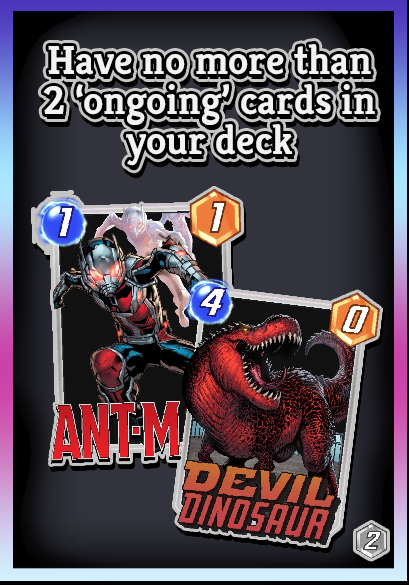 Have no more than
2 ‘ongoing’ cards in
your deck
1
1
ANT-M
4
0
DEVIL
DINOSAUR
2